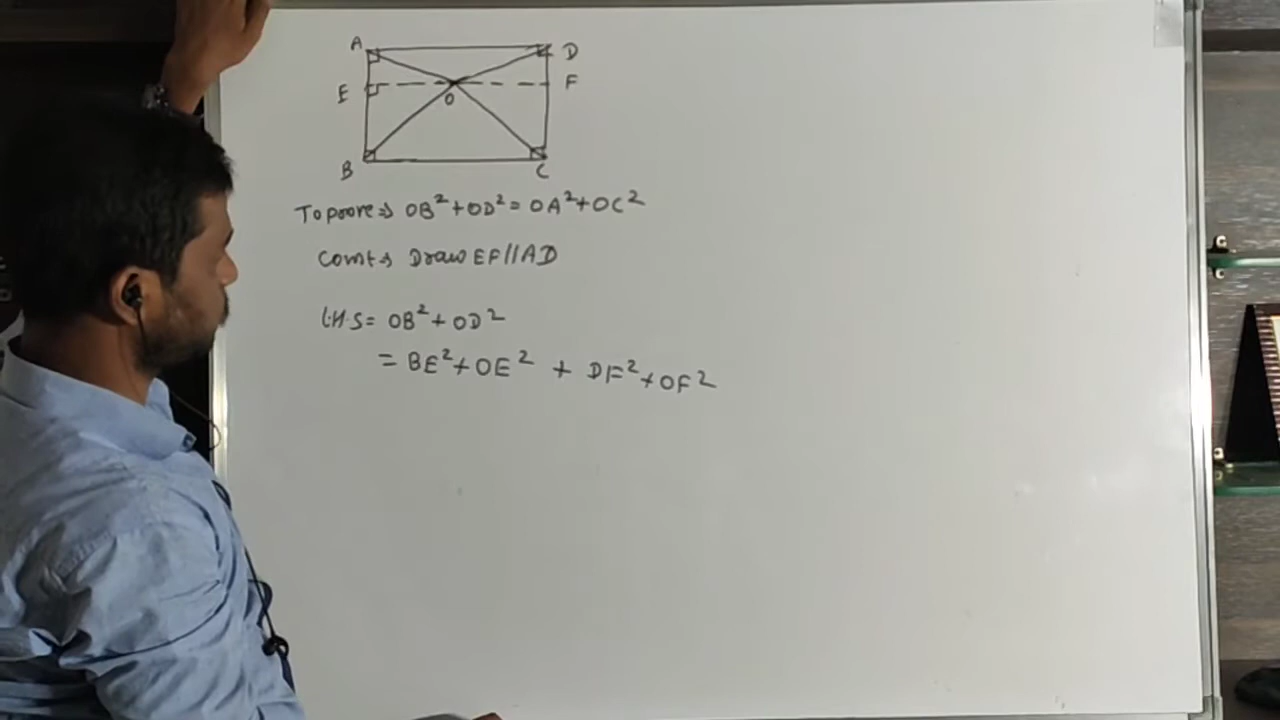 A D
E F
O
B C
To prove⇒ OB²+OD²=OA²+OC²
Const→ Draw EF//AD
L.H.S= OB²+OD²
= BE²+OE² + DF²+OF²